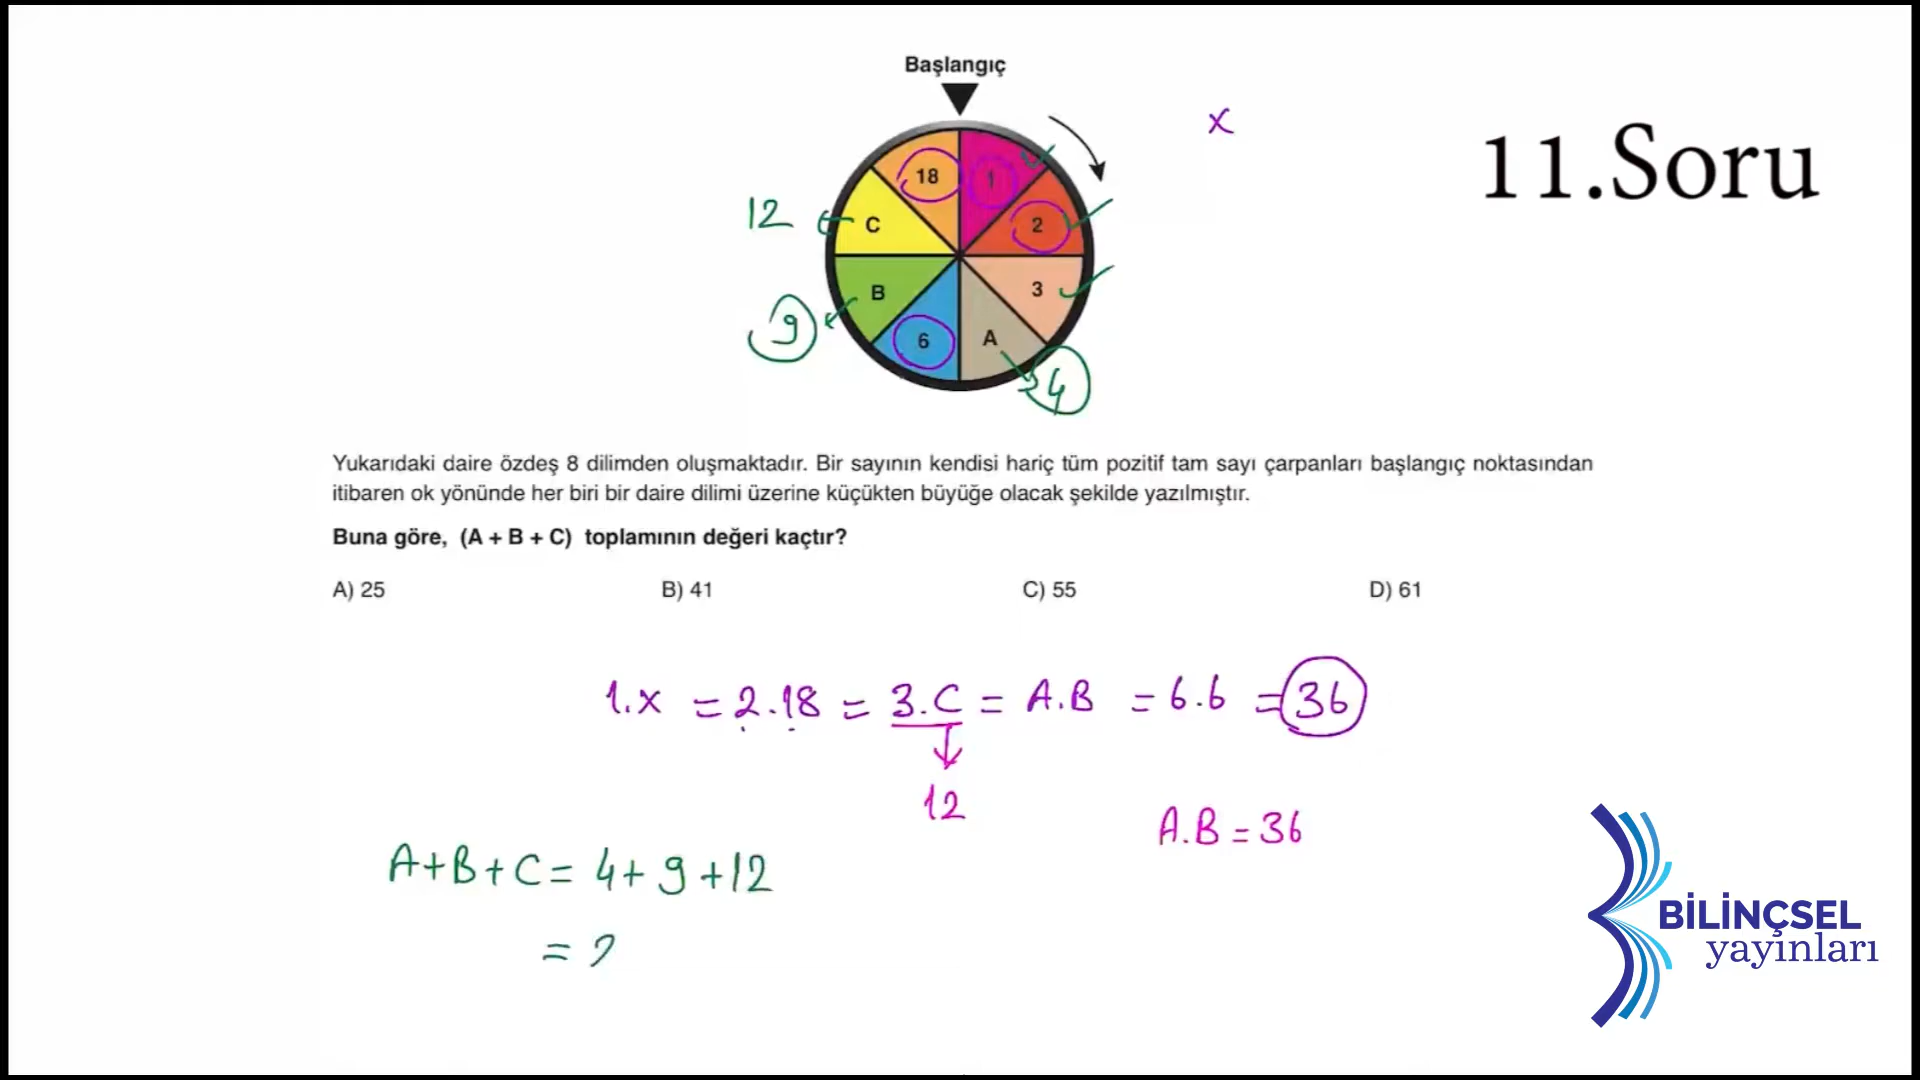 Başlangıç
x
11.Soru
18
1
12
C
2
B
3
9
6
A
4
Yukarıdaki daire özdeş 8 dilimden oluşmaktadır. Bir sayının kendisi hariç tüm pozitif tam sayı çarpanları başlangıç noktasından
itibaren ok yönünde her biri bir daire dilimi üzerine küçükten büyüğe olacak şekilde yazılmıştır.
Buna göre, (A + B + C) toplamının değeri kaçtır?
A) 25 B) 41 C) 55 D) 61
1.x = 2.18 = 3.C = A.B = 6.6 = 36
12
A.B = 36
A+B+C = 4+9+12
= 2
BİLİNÇSEL
yayınları